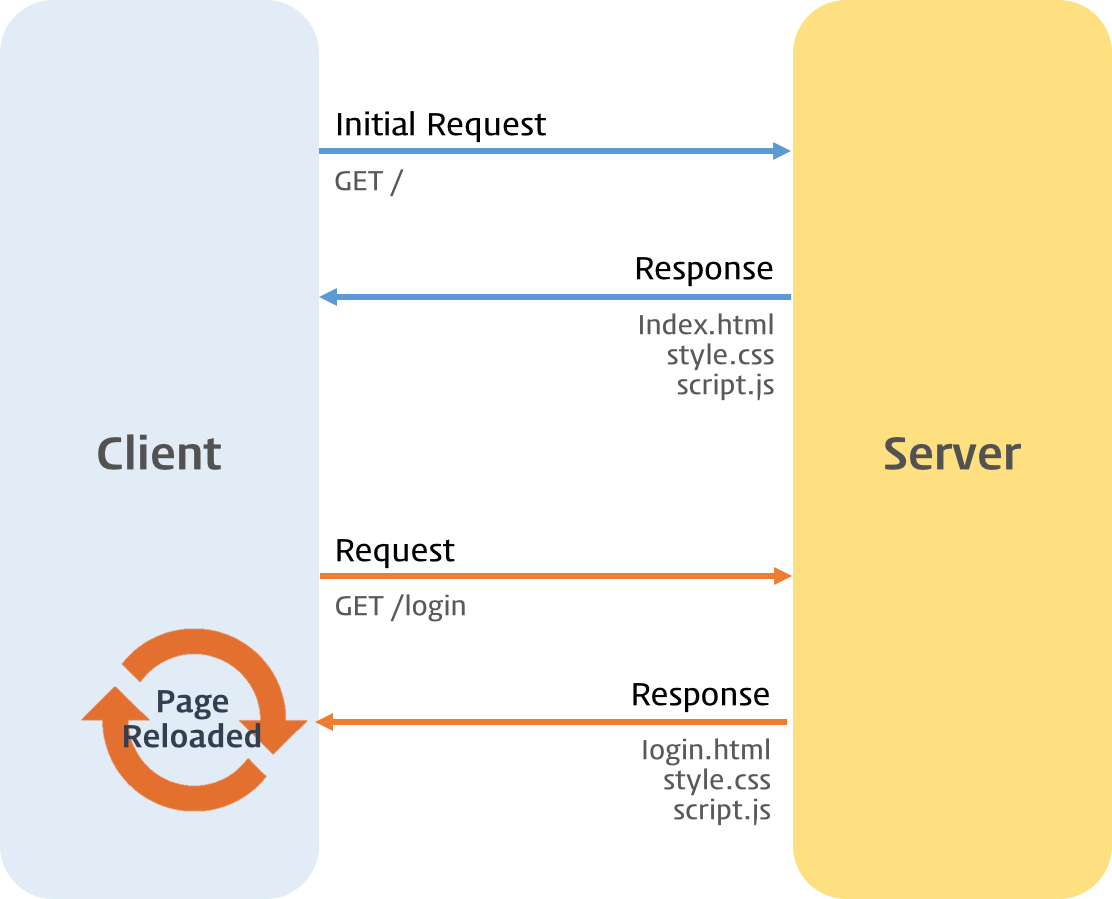 Initial Request
GET /
Response
Index.html
style.css
script.js
Client
Server
Request
GET /login
Page
Reloaded
Response
login.html
style.css
script.js